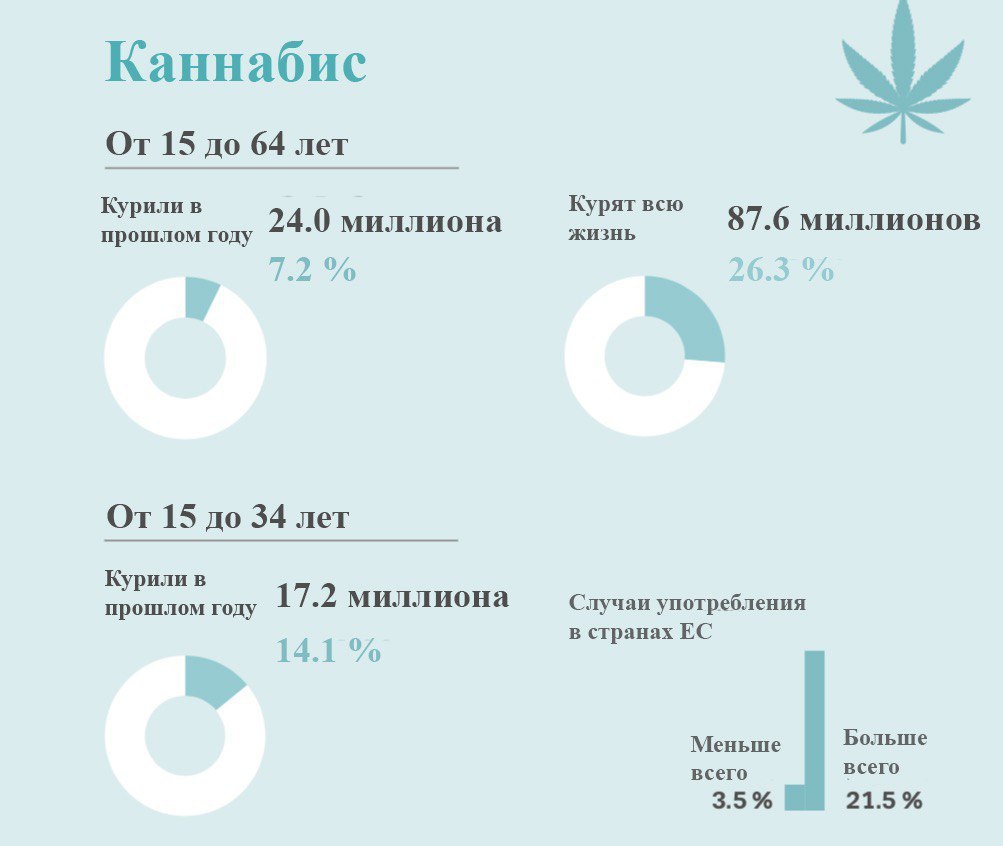 Каннабис
От 15 до 64 лет
Курили в
прошлом году
24.0 миллиона
7.2 %
Курят всю
жизнь
87.6 миллионов
26.3 %
От 15 до 34 лет
Курили в
прошлом году
17.2 миллиона
14.1 %
Случаи употребления
в странах ЕС
Меньше
всего
3.5 %
Больше
всего
21.5 %